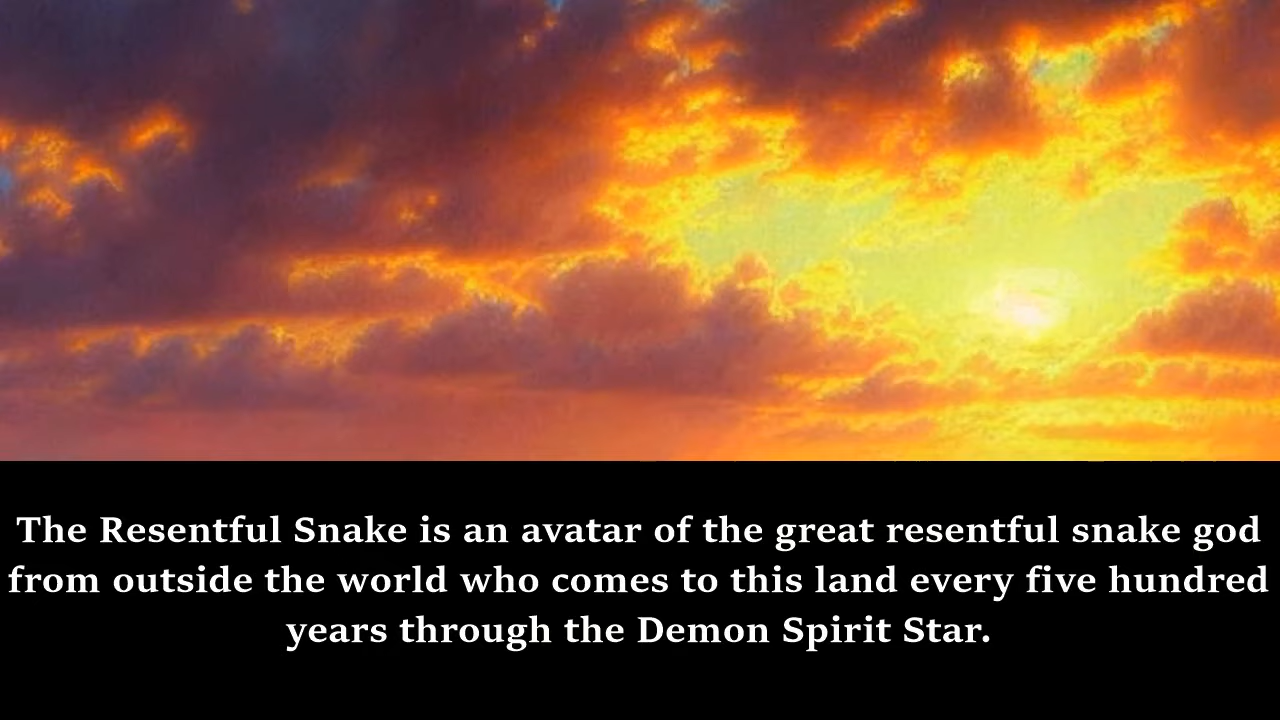 The Resentful Snake is an avatar of the great resentful snake god
from outside the world who comes to this land every five hundred
years through the Demon Spirit Star.